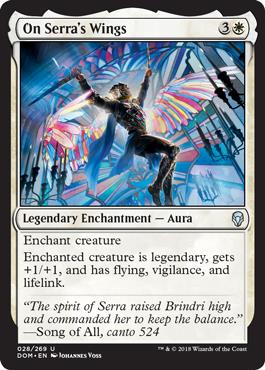 On Serra's Wings 3
Legendary Enchantment — Aura
Enchant creature
Enchanted creature is legendary, gets
+1/+1, and has flying, vigilance, and
lifelink.
"The spirit of Serra raised Brindri high
and commanded her to keep the balance."
—Song of All, canto 524
028/269 U
DOM • EN Johannes Voss
™ & © 2018 Wizards of the Coast